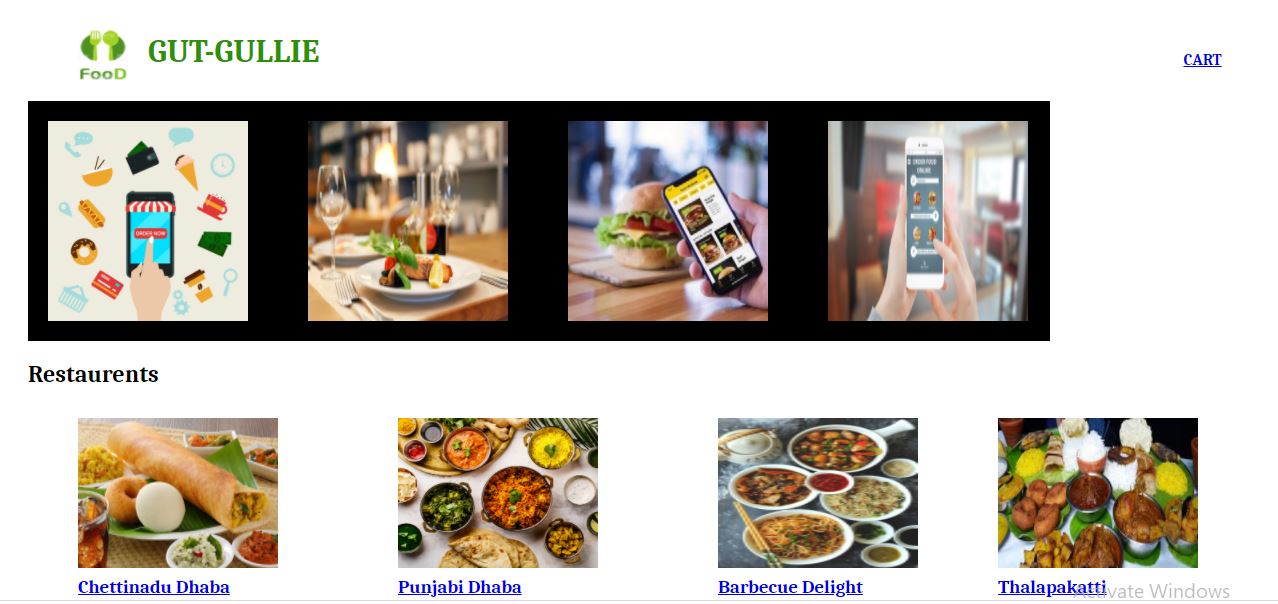 GUT-GULLIE
FooD
CART
ORDER NOW
ORDER FOOD
ONLINE
Restaurents
Chettinadu Dhaba
Punjabi Dhaba
Barbecue Delight
Thalapakatti
Activate Windows